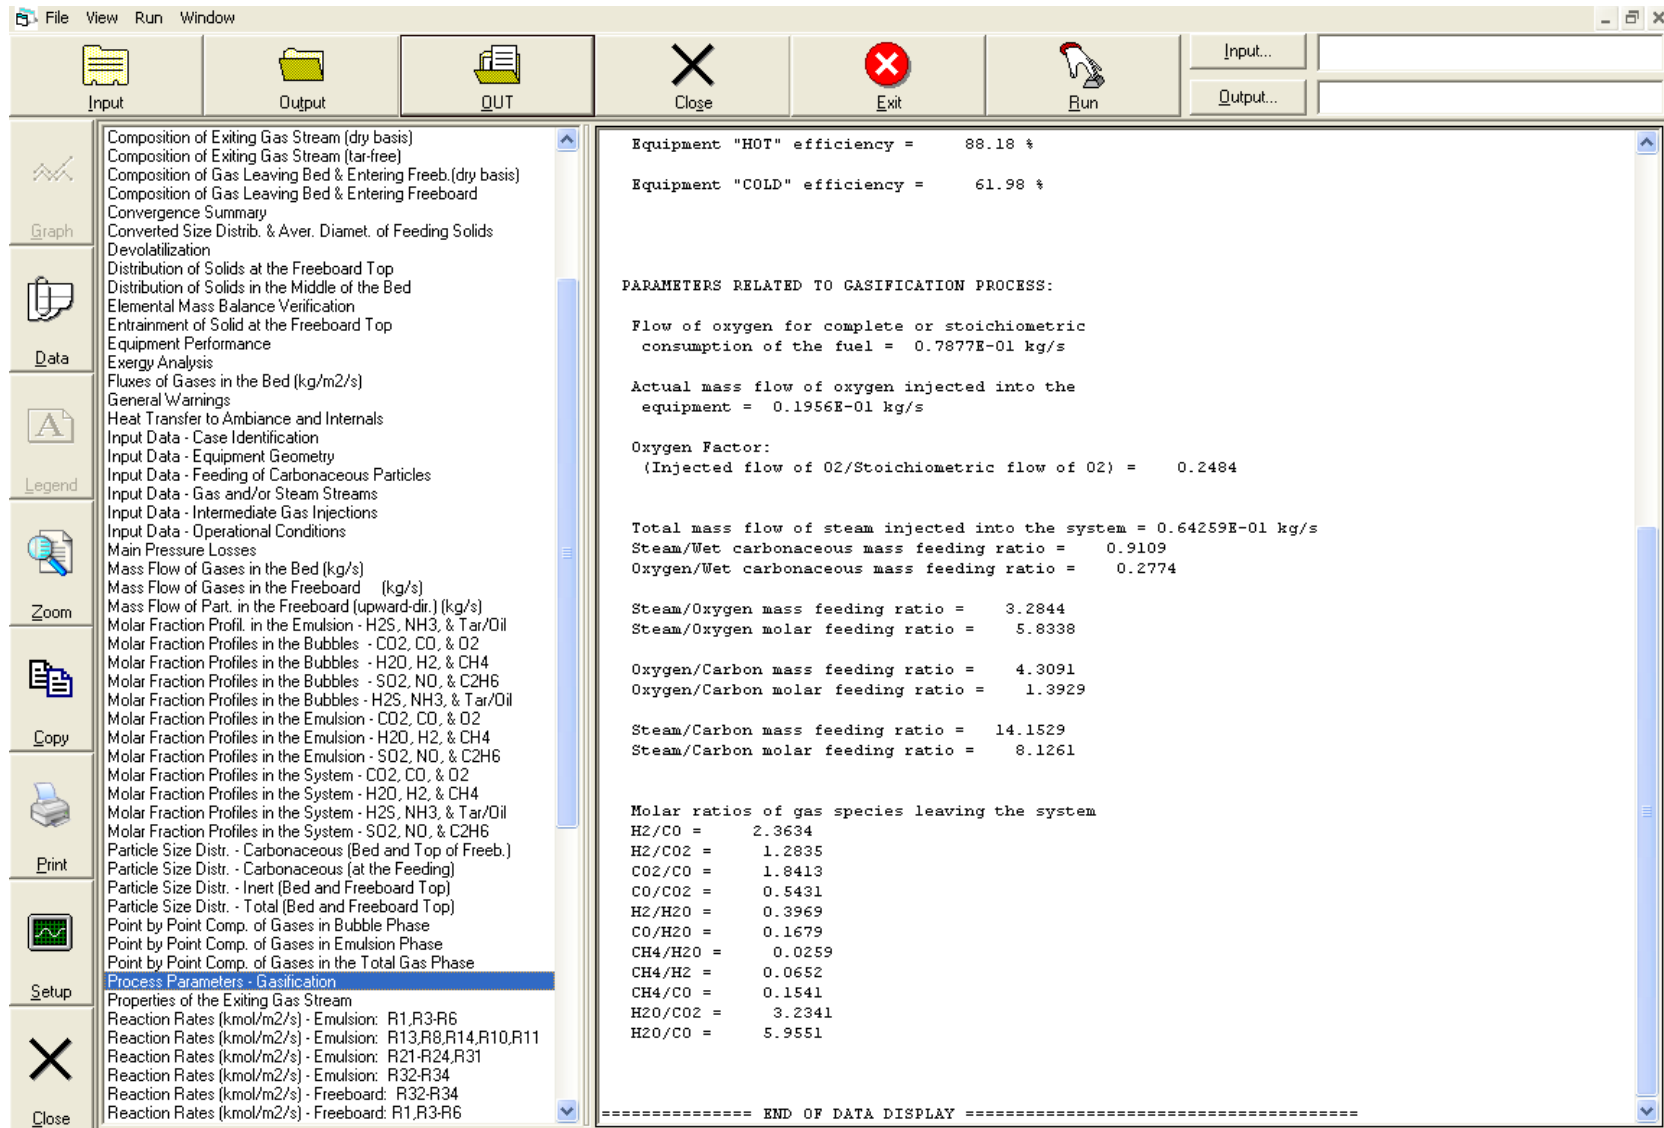 File View Run Window
Input
Output
OUT
Close
Exit
Run
Input...
Output...
Graph
Data
Legend
Zoom
Copy
Print
Setup
Close
Composition of Exiting Gas Stream (dry basis)
Composition of Exiting Gas Stream (tar-free)
Composition of Gas Leaving Bed & Entering Freeb.(dry basis)
Composition of Gas Leaving Bed & Entering Freeboard
Convergence Summary
Converted Size Distrib. & Aver. Diamet. of Feeding Solids
Devolatilization
Distribution of Solids at the Freeboard Top
Distribution of Solids in the Middle of the Bed
Elemental Mass Balance Verification
Entrainment of Solid at the Freeboard Top
Equipment Performance
Exergy Analysis
Fluxes of Gases in the Bed (kg/m2/s)
General Warnings
Heat Transfer to Ambiance and Internals
Input Data - Case Identification
Input Data - Equipment Geometry
Input Data - Feeding of Carbonaceous Particles
Input Data - Gas and/or Steam Streams
Input Data - Intermediate Gas Injections
Input Data - Operational Conditions
Main Pressure Losses
Mass Flow of Gases in the Bed (kg/s)
Mass Flow of Gases in the Freeboard (kg/s)
Mass Flow of Part. in the Freeboard (upward-dir.) (kg/s)
Molar Fraction Profil. in the Emulsion - H2S, NH3, & Tar/Oil
Molar Fraction Profiles in the Bubbles - CO2, CO, & O2
Molar Fraction Profiles in the Bubbles - H2O, H2, & CH4
Molar Fraction Profiles in the Bubbles - SO2, NO, & C2H6
Molar Fraction Profiles in the Bubbles - H2S, NH3, & Tar/Oil
Molar Fraction Profiles in the Emulsion - CO2, CO, & O2
Molar Fraction Profiles in the Emulsion - H2O, H2, & CH4
Molar Fraction Profiles in the Emulsion - SO2, NO, & C2H6
Molar Fraction Profiles in the System - CO2, CO, & O2
Molar Fraction Profiles in the System - H2O, H2, & CH4
Molar Fraction Profiles in the System - H2S, NH3, & Tar/Oil
Molar Fraction Profiles in the System - SO2, NO, & C2H6
Particle Size Distr. - Carbonaceous (Bed and Top of Freeb.)
Particle Size Distr. - Carbonaceous (at the Feeding)
Particle Size Distr. - Inert (Bed and Freeboard Top)
Particle Size Distr. - Total (Bed and Freeboard Top)
Point by Point Comp. of Gases in Bubble Phase
Point by Point Comp. of Gases in Emulsion Phase
Point by Point Comp. of Gases in the Total Gas Phase
Process Parameters - Gasification
Properties of the Exiting Gas Stream
Reaction Rates (kmol/m2/s) - Emulsion: R1,R3-R6
Reaction Rates (kmol/m2/s) - Emulsion: R13,R8,R14,R10,R11
Reaction Rates (kmol/m2/s) - Emulsion: R21-R24,R31
Reaction Rates (kmol/m2/s) - Emulsion: R32-R34
Reaction Rates (kmol/m2/s) - Freeboard: R32-R34
Reaction Rates (kmol/m2/s) - Freeboard: R1,R3-R6
Equipment "HOT" efficiency = 88.18 %
Equipment "COLD" efficiency = 61.98 %
PARAMETERS RELATED TO GASIFICATION PROCESS:
Flow of oxygen for complete or stoichiometric
consumption of the fuel = 0.7877E-01 kg/s
Actual mass flow of oxygen injected into the
equipment = 0.1956E-01 kg/s
Oxygen Factor:
(Injected flow of O2/Stoichiometric flow of O2) = 0.2484
Total mass flow of steam injected into the system = 0.64259E-01 kg/s
Steam/Wet carbonaceous mass feeding ratio = 0.9109
Oxygen/Wet carbonaceous mass feeding ratio = 0.2774
Steam/Oxygen mass feeding ratio = 3.2844
Steam/Oxygen molar feeding ratio = 5.8338
Oxygen/Carbon mass feeding ratio = 4.3091
Oxygen/Carbon molar feeding ratio = 1.3929
Steam/Carbon mass feeding ratio = 14.1529
Steam/Carbon molar feeding ratio = 8.1261
Molar ratios of gas species leaving the system
H2/CO = 2.3634
H2/CO2 = 1.2835
CO2/CO = 1.8413
CO/CO2 = 0.5431
H2/H2O = 0.3969
CO/H2O = 0.1679
CH4/H2O = 0.0259
CH4/H2 = 0.0652
CH4/CO = 0.1541
H2O/CO2 = 3.2341
H2O/CO = 5.9551
=============== END OF DATA DISPLAY =======================================